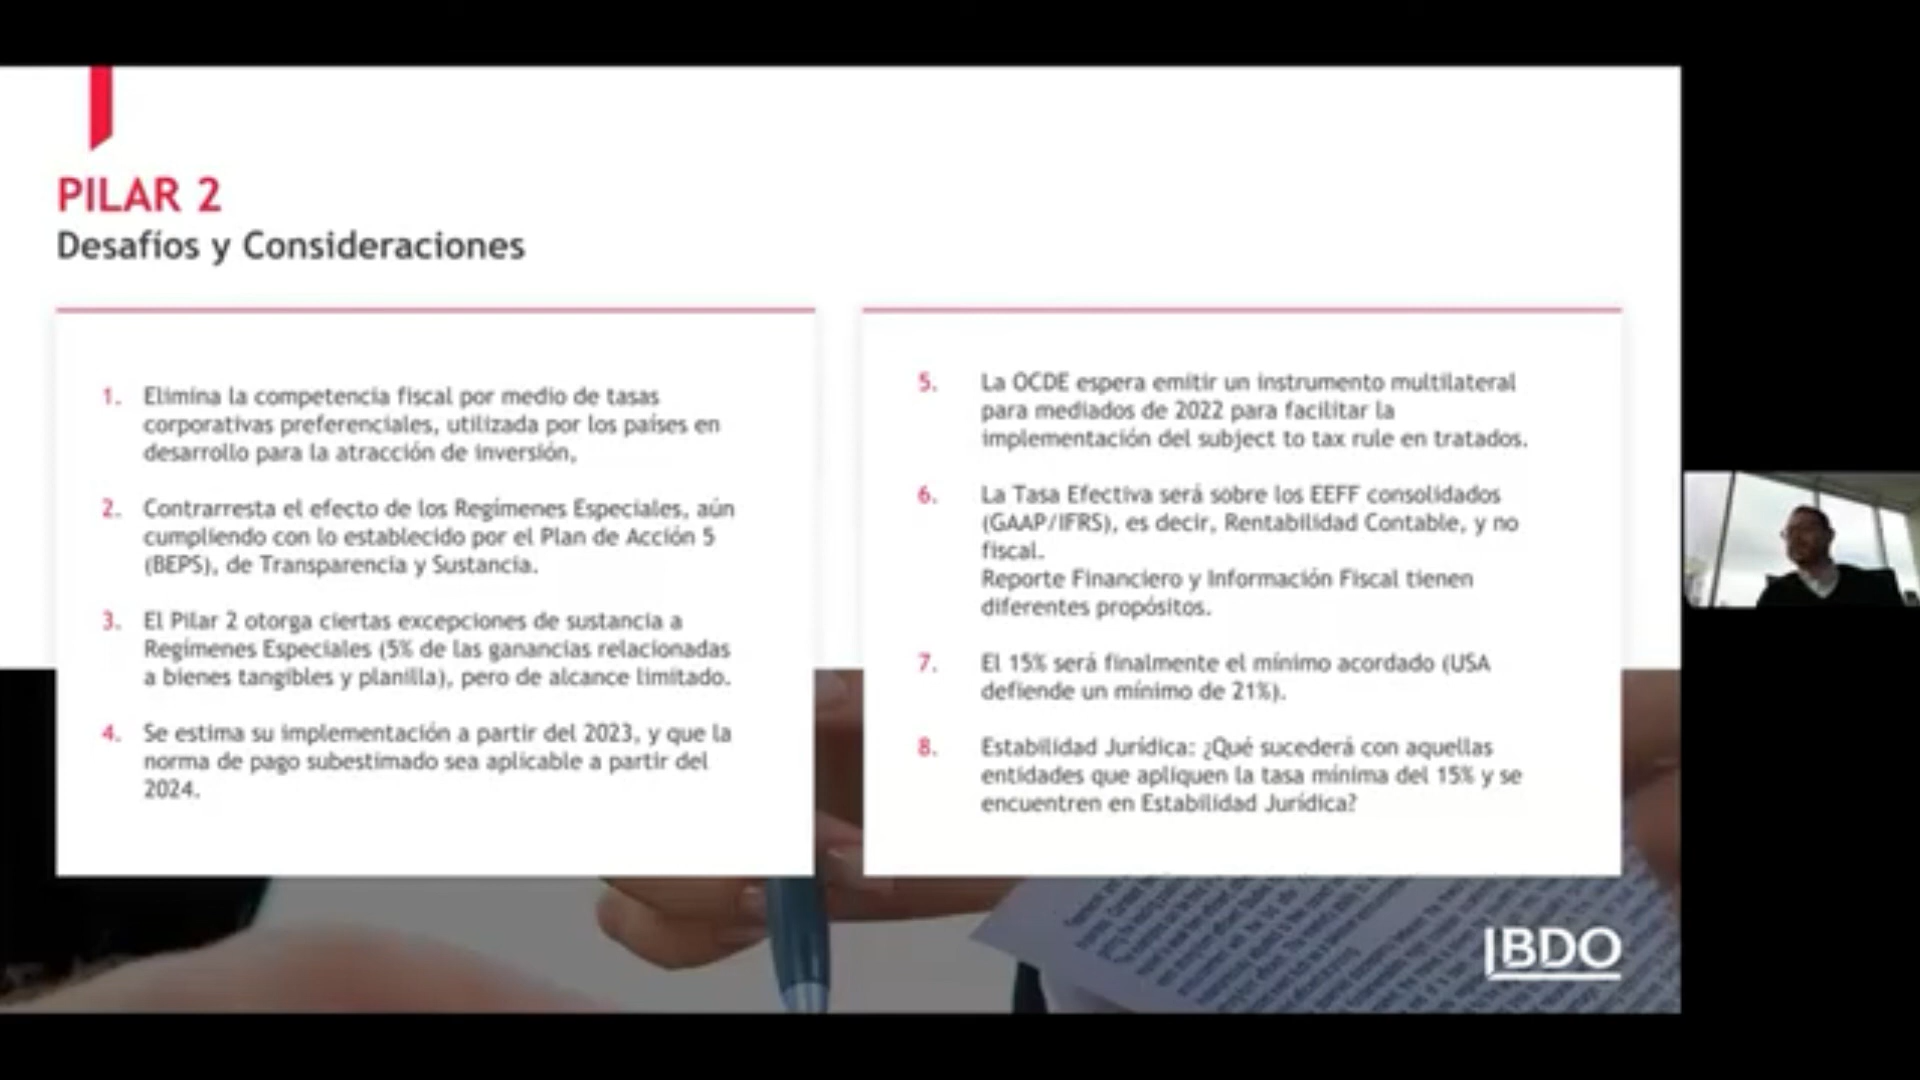 PILAR 2
Desafíos y Consideraciones
1. Elimina la competencia fiscal por medio de tasas
corporativas preferenciales, utilizada por los países en
desarrollo para la atracción de inversión,
2. Contrarresta el efecto de los Regímenes Especiales, aún
cumpliendo con lo establecido por el Plan de Acción 5
(BEPS), de Transparencia y Sustancia.
3. El Pilar 2 otorga ciertas excepciones de sustancia a
Regímenes Especiales (5% de las ganancias relacionadas
a bienes tangibles y planilla), pero de alcance limitado.
4. Se estima su implementación a partir del 2023, y que la
norma de pago subestimado sea aplicable a partir del
2024.
5. La OCDE espera emitir un instrumento multilateral
para mediados de 2022 para facilitar la
implementación del subject to tax rule en tratados.
6. La Tasa Efectiva será sobre los EEFF consolidados
(GAAP/IFRS), es decir, Rentabilidad Contable, y no
fiscal.
Reporte Financiero y Información Fiscal tienen
diferentes propósitos.
7. El 15% será finalmente el mínimo acordado (USA
defiende un mínimo de 21%).
8. Estabilidad Jurídica: ¿Qué sucederá con aquellas
entidades que apliquen la tasa mínima del 15% y se
encuentren en Estabilidad Jurídica?
BDO